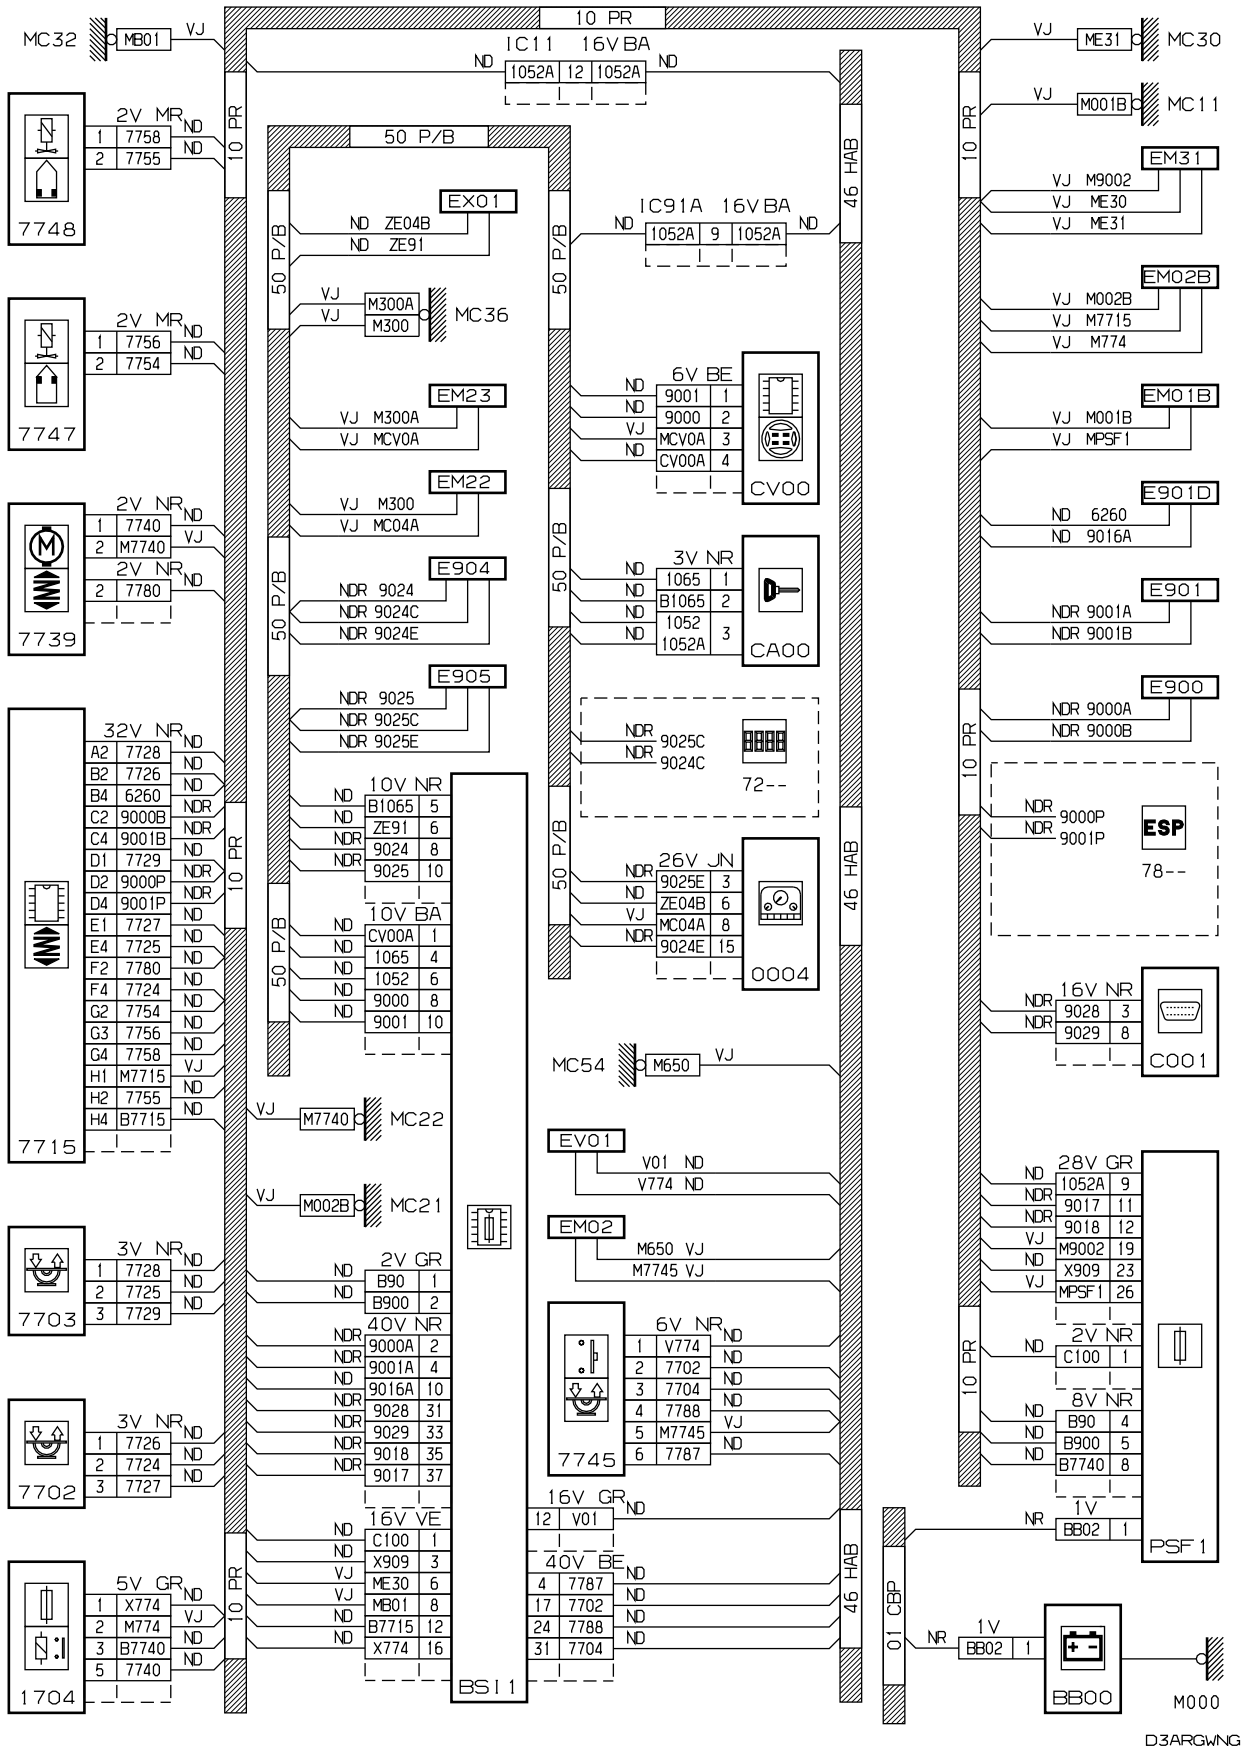 10 PR
MC32
MB01
VJ
IC11 16V BA
ND 1052A 12 1052A ND
VJ ME31 MC30
VJ M001B MC11
10 PR
46 HAB
10 PR
2V MR
1 7758 ND
2 7755 ND
7748
2V MR
1 7756 ND
2 7754 ND
7747
2V NR
1 7740 ND
2 M7740 VJ
2V NR
2 7780 ND
7739
32V NR
A2 7728 ND
B2 7726 ND
B4 6260 ND
C2 9000B NDR
C4 9001B NDR
D1 7729 ND
D2 9000P NDR
D4 9001P NDR
E1 7727 ND
E4 7725 ND
F2 7780 ND
F4 7724 ND
G2 7754 ND
G3 7756 ND
G4 7758 ND
H1 M7715 VJ
H2 7755 ND
H4 B7715 ND
7715
10 PR
3V NR
1 7728 ND
2 7725 ND
3 7729 ND
7703
3V NR
1 7726 ND
2 7724 ND
3 7727 ND
7702
5V GR
1 X774 ND
2 M774 VJ
3 B7740 ND
5 7740 ND
1704
10 PR
50 P/B
50 P/B
EX01
ND ZE04B
ND ZE91
VJ M300A
VJ M300
MC36
EM23
VJ M300A
VJ MCV0A
EM22
VJ M300
VJ MC04A
50 P/B
E904
NDR 9024
NDR 9024C
NDR 9024E
E905
NDR 9025
NDR 9025C
NDR 9025E
10V NR
ND B1065 5
ND ZE91 6
NDR 9024 8
NDR 9025 10
50 P/B
10V BA
ND CV00A 1
ND 1065 4
ND 1052 6
ND 9000 8
ND 9001 10
VJ M7740 MC22
VJ M002B MC21
2V GR
ND B90 1
ND B900 2
40V NR
NDR 9000A 2
NDR 9001A 4
ND 9016A 10
NDR 9028 31
NDR 9029 33
NDR 9018 35
NDR 9017 37
16V VE
ND C100 1
ND X909 3
VJ ME30 6
VJ MB01 8
ND B7715 12
ND X774 16
BSI1
16V GR
12 V01 ND
40V BE
4 7787 ND
17 7702 ND
24 7788 ND
31 7704 ND
50 P/B
IC91A 16V BA
ND 1052A 9 1052A ND
6V BE
ND 9001 1
ND 9000 2
VJ MCV0A 3
ND CV00A 4
CV00
50 P/B
3V NR
ND 1065 1
ND B1065 2
ND 1052
ND 1052A 3
CA00
NDR 9025C
NDR 9024C
72--
50 P/B
26V JN
NDR 9025E 3
ND ZE04B 6
VJ MC04A 8
NDR 9024E 15
0004
46 HAB
MC54 M650 VJ
EV01
V01 ND
V774 ND
EM02
M650 VJ
M7745 VJ
6V NR
1 V774 ND
2 7702 ND
3 7704 ND
4 7788 ND
5 M7745 VJ
6 7787 ND
7745
46 HAB
EM31
VJ M9002
VJ ME30
VJ ME31
EM02B
VJ M002B
VJ M7715
VJ M774
EM01B
VJ M001B
VJ MPSF1
E901D
ND 6260
ND 9016A
E901
NDR 9001A
NDR 9001B
E900
NDR 9000A
NDR 9000B
10 PR
NDR 9000P
NDR 9001P
ESP
78--
16V NR
NDR 9028 3
NDR 9029 8
C001
28V GR
ND 1052A 9
NDR 9017 11
NDR 9018 12
VJ M9002 19
ND X909 23
VJ MPSF1 26
10 PR
2V NR
ND C100 1
8V NR
ND B90 4
ND B900 5
ND B7740 8
1V
NR BB02 1
PSF1
01 CBP
1V
NR BB02 1
BB00
M000
D3ARGWNG
M